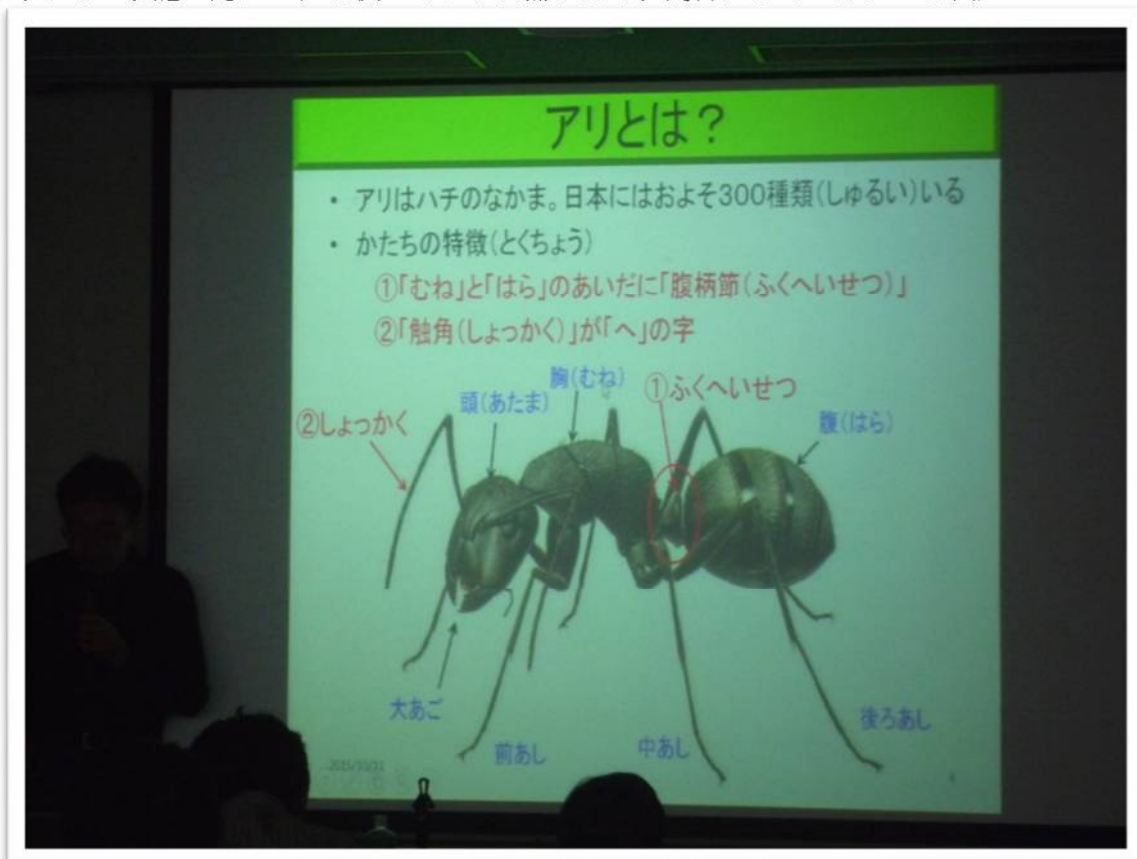 アリとは？
・ アリはハチのなかま。日本にはおよそ300種類(しゅるい)いる
・ かたちの特徴(とくちょう)
①「むね」と「はら」のあいだに「腹柄節(ふくへいせつ)」
②「触角(しょっかく)」が「へ」の字
胸(むね)
①ふくへいせつ
頭(あたま)
②しょっかく
腹(はら)
大あご
前あし
中あし
後ろあし